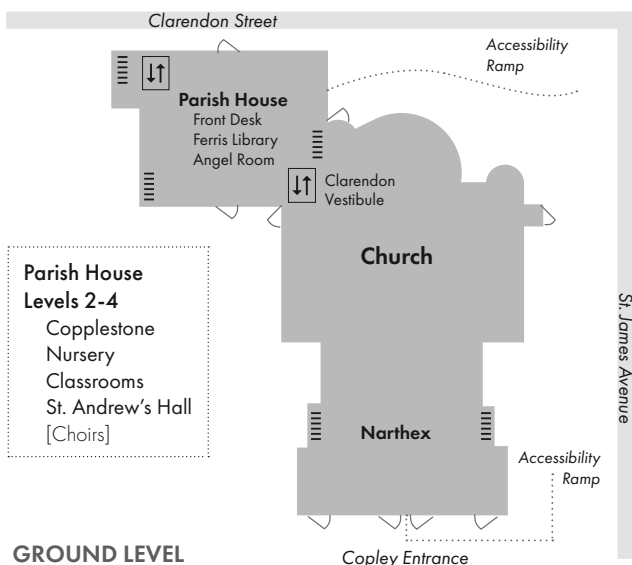 Clarendon Street
Accessibility
Ramp
Parish House
Front Desk
Ferris Library
Angel Room
Clarendon
Vestibule
Church
Parish House
Levels 2-4
Copplestone
Nursery
Classrooms
St. Andrew's Hall
[Choirs]
St. James Avenue
Narthex
Accessibility
Ramp
GROUND LEVEL
Copley Entrance